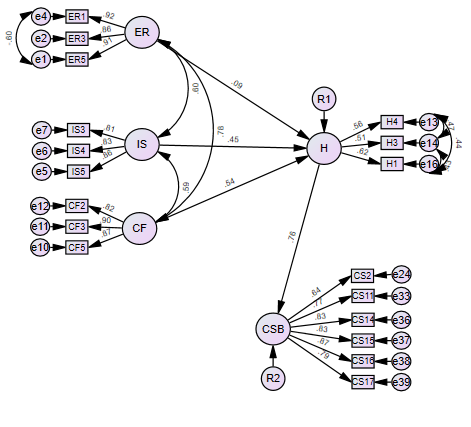 e4 ER1 .92
e2 ER3 .86
e1 ER5 .91
-.60
ER
.60
.78
-.09
e7 IS3 .81
e6 IS4 .83
e5 IS5
IS
.45
.59
e12 CF2 .82
e11 CF3 .90
e10 CF5 .87
CF
.54
R1
H
.56 H4 e13
.51 H3 e14
.62 H1 e16
.47
.44
.76
CSB
R2
.64 CS2 e24
.77 CS11 e33
.83 CS14 e36
.83 CS15 e37
.87 CS16 e38
.79 CS17 e39